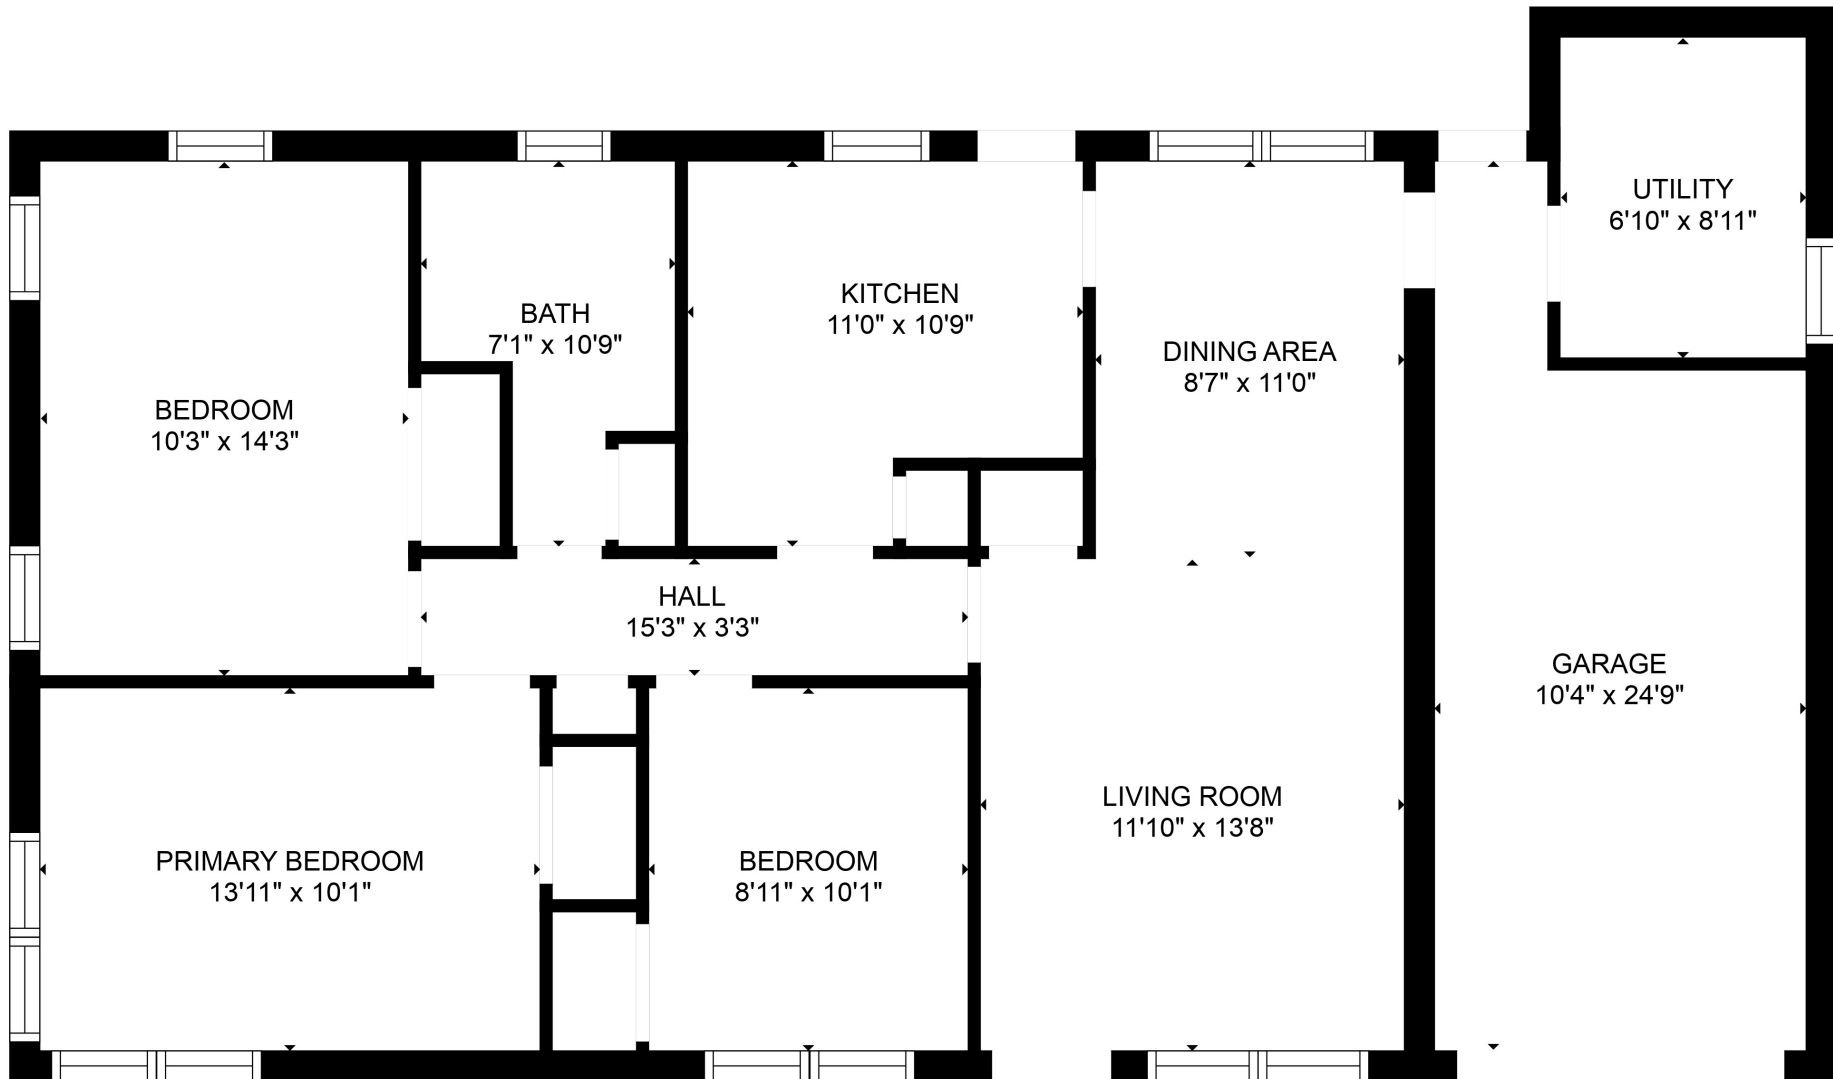 UTILITY
6'10" x 8'11"
KITCHEN
11'0" x 10'9"
BATH
7'1" x 10'9"
DINING AREA
8'7" x 11'0"
BEDROOM
10'3" x 14'3"
HALL
15'3" x 3'3"
GARAGE
10'4" x 24'9"
LIVING ROOM
11'10" x 13'8"
PRIMARY BEDROOM
13'11" x 10'1"
BEDROOM
8'11" x 10'1"